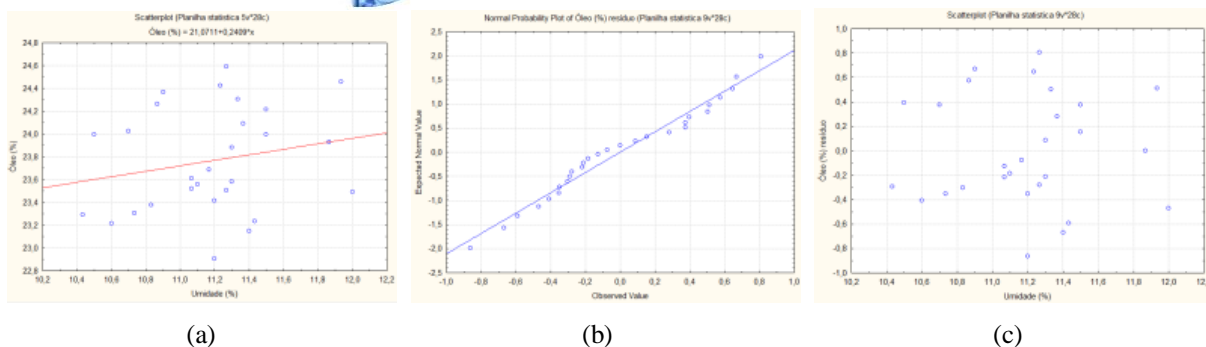 Scatterplot (Planilha statistica 5v*28c)
Óleo (%) = 21,0711+0,2409*x
24,8
24,6
24,4
24,2
24,0
23,8
23,6
23,4
23,2
23,0
22,8
Óleo (%)
10,2 10,4 10,6 10,8 11,0 11,2 11,4 11,6 11,8 12,0 12,2
Umidade (%)
(a)
Normal Probability Plot of Óleo (%) resíduo (Planilha statistica 9v*28c)
2,5
2,0
1,5
1,0
0,5
0,0
-0,5
-1,0
-1,5
-2,0
-2,5
Expected Normal Value
-1,0 -0,8 -0,6 -0,4 -0,2 0,0 0,2 0,4 0,6 0,8 1,0
Observed Value
(b)
Scatterplot (Planilha statistica 9v*28c)
1,0
0,8
0,6
0,4
0,2
0,0
-0,2
-0,4
-0,6
-0,8
-1,0
Óleo (%) resíduo
10,2 10,4 10,6 10,8 11,0 11,2 11,4 11,6 11,8 12,0 12,2
Umidade (%)
(c)